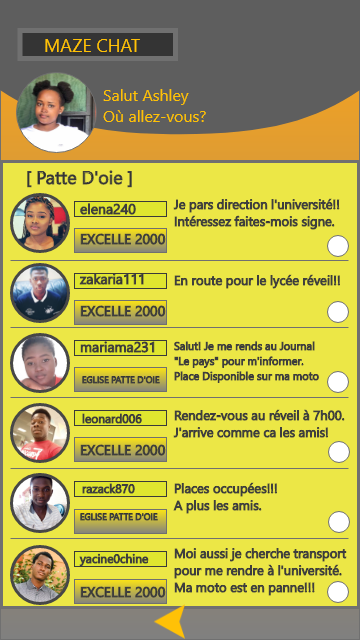 MAZE CHAT
Salut Ashley
Où allez-vous?
[ Patte D'oie ]
elena240
EXCELLE 2000
Je pars direction l'université!!
Intéressez faites-mois signe.
zakaria111
EXCELLE 2000
En route pour le lycée réveil!!
mariama231
EGLISE PATTE D'OIE
Salut! Je me rends au Journal
"Le pays" pour m'informer.
Place Disponible sur ma moto
leonard006
EXCELLE 2000
Rendez-vous au réveil à 7h00.
J'arrive comme ca les amis!
razack870
EGLISE PATTE D'OIE
Places occupées!!!
A plus les amis.
yacine0chine
EXCELLE 2000
Moi aussi je cherche transport
pour me rendre à l'université.
Ma moto est en panne!!!